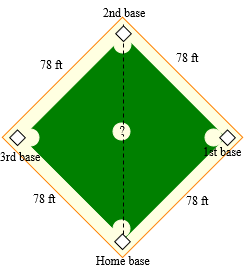 2nd base
78 ft
78 ft
?
3rd base
1st base
78 ft
78 ft
Home base